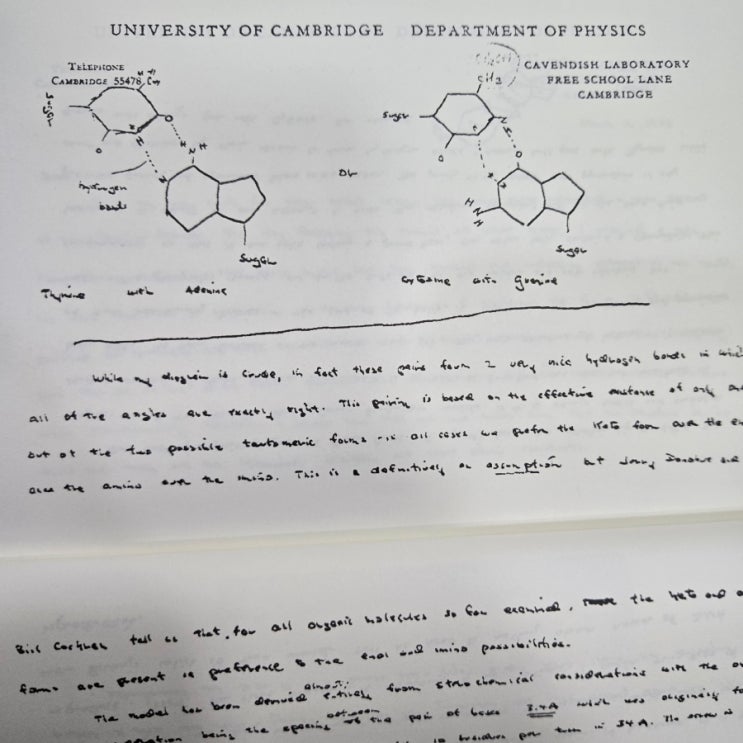 UNIVERSITY OF CAMBRIDGE DEPARTMENT OF PHYSICS
TELEPHONE
CAMBRIDGE 55478
CAVENDISH LABORATORY
FREE SCHOOL LANE
CAMBRIDGE
CH3
Sugar
Sugar
O
H
N
H
O
H
N
H
O
O
or
hydrogen
bonds
H
N
H
Sugar
Sugar
Thymine with Adenine
Cytosine with Guanine
While my diagram is crude, in fact these pairs form 2 very nice hydrogen bonds in which
all of the angles are exactly right. This pairing is based on the effective existence of only one
out of the two possible tautomeric forms - in all cases we prefer the keto form over the
and the amino over the imino. This is a definitively an assumption but Jerry Donohue and
Bill Cochran tell us that, for all organic molecules so far examined, the keto and
forms are present in preference to the enol and imino possibilities.
The model has been derived almost entirely from stereochemical considerations with the
being the spacing between the pair of bases 3.4 A which was originally
in 34 A. The screw is